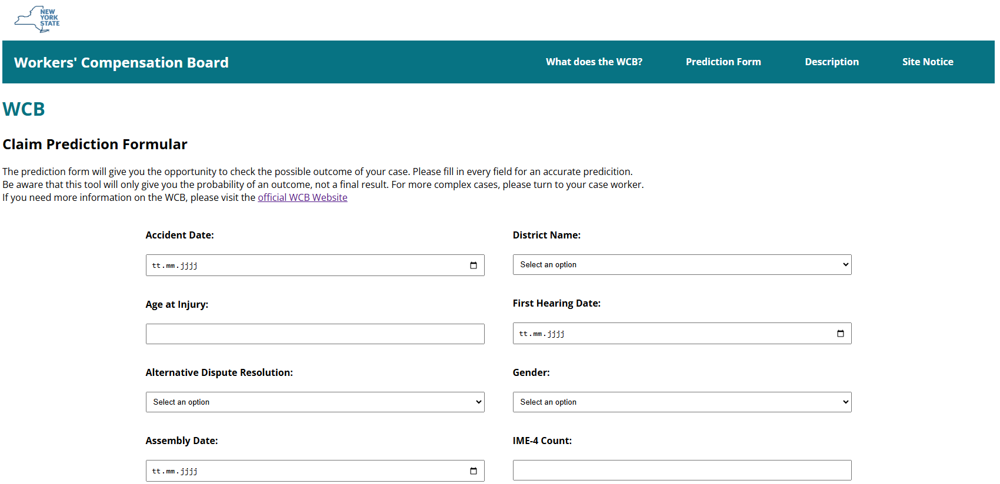 NEW
YORK
STATE
Workers' Compensation Board
What does the WCB?
Prediction Form
Description
Site Notice
WCB
Claim Prediction Formular
The prediction form will give you the opportunity to check the possible outcome of your case. Please fill in every field for an accurate predicition.
Be aware that this tool will only give you the probability of an outcome, not a final result. For more complex cases, please turn to your case worker.
If you need more information on the WCB, please visit the official WCB Website
Accident Date:
tt.mm.jjjj
District Name:
Select an option
Age at Injury:
First Hearing Date:
tt.mm.jjjj
Alternative Dispute Resolution:
Select an option
Gender:
Select an option
Assembly Date:
tt.mm.jjjj
IME-4 Count: